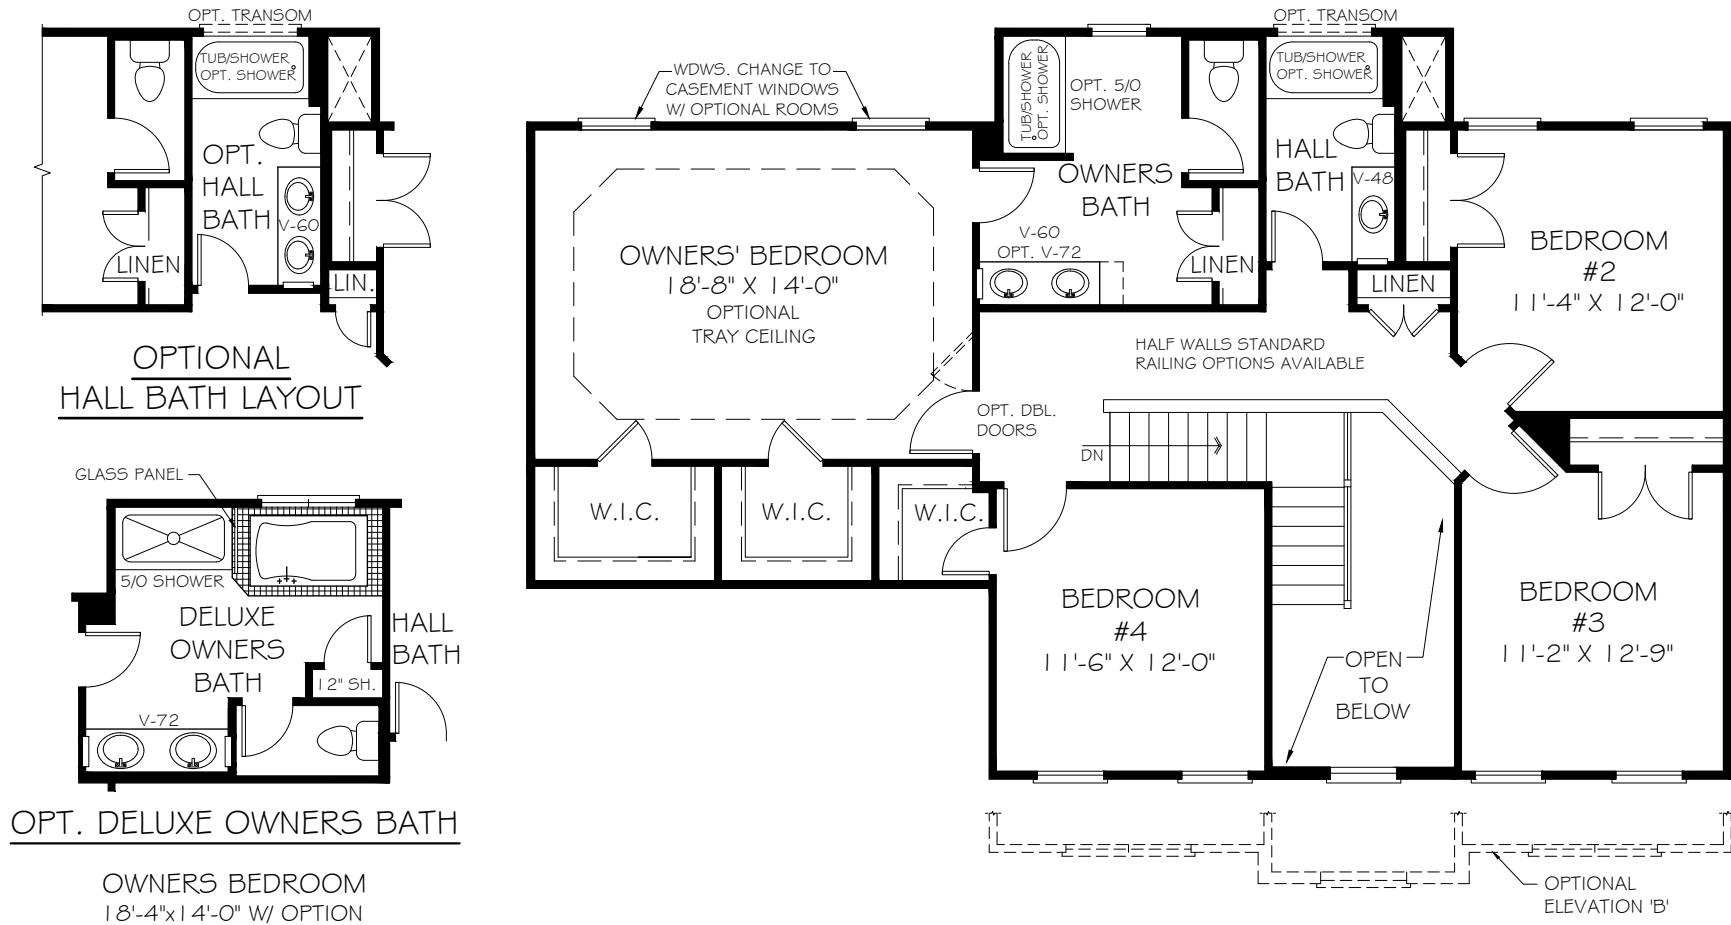 OPT. TRANSOM
TUB/SHOWER
OPT. SHOWER
OPT.
HALL
BATH
V-60
LINEN
LIN.
OPTIONAL
HALL BATH LAYOUT
GLASS PANEL
5/0 SHOWER
DELUXE
OWNERS
BATH
HALL
BATH
12" SH.
V-72
OPT. DELUXE OWNERS BATH
OWNERS BEDROOM
18'-4"x14'-0" W/ OPTION
WDWS. CHANGE TO
CASEMENT WINDOWS
W/ OPTIONAL ROOMS
OWNERS' BEDROOM
18'-8" X 14'-0"
OPTIONAL
TRAY CEILING
TUB/SHOWER
OPT. SHOWER
OPT. 5/0
SHOWER
OWNERS
BATH
V-60
OPT. V-72
LINEN
OPT. TRANSOM
TUB/SHOWER
OPT. SHOWER
HALL
BATH
V-48
LINEN
BEDROOM
#2
11'-4" X 12'-0"
HALF WALLS STANDARD
RAILING OPTIONS AVAILABLE
OPT. DBL.
DOORS
DN
W.I.C.
W.I.C.
W.I.C.
BEDROOM
#4
11'-6" X 12'-0"
OPEN
TO
BELOW
BEDROOM
#3
11'-2" X 12'-9"
OPTIONAL
ELEVATION 'B'